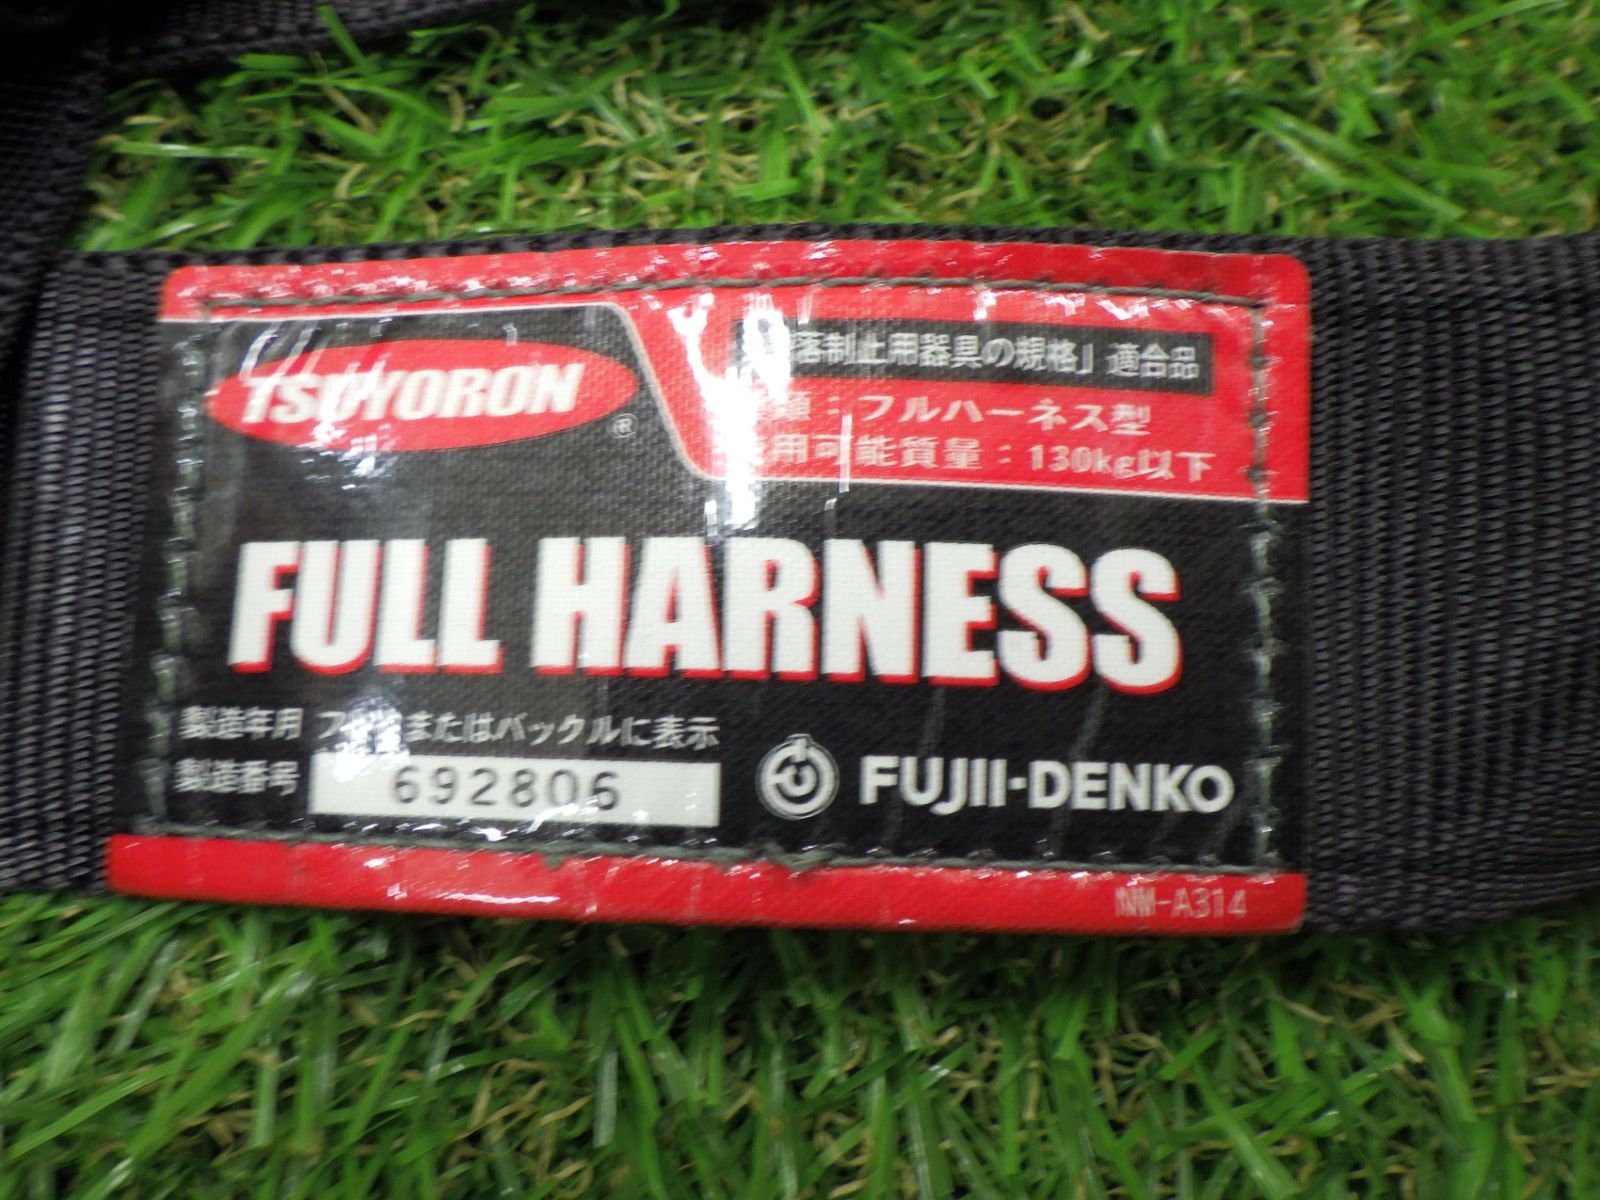 TSUYORON
®
落制止用器具の規格」適合品
類：フルハーネス型
用可能質量：130kg以下
FULL HARNESS
製造年月 またはバックルに表示
製造番号 692806
FUJII-DENKO
NW-A314